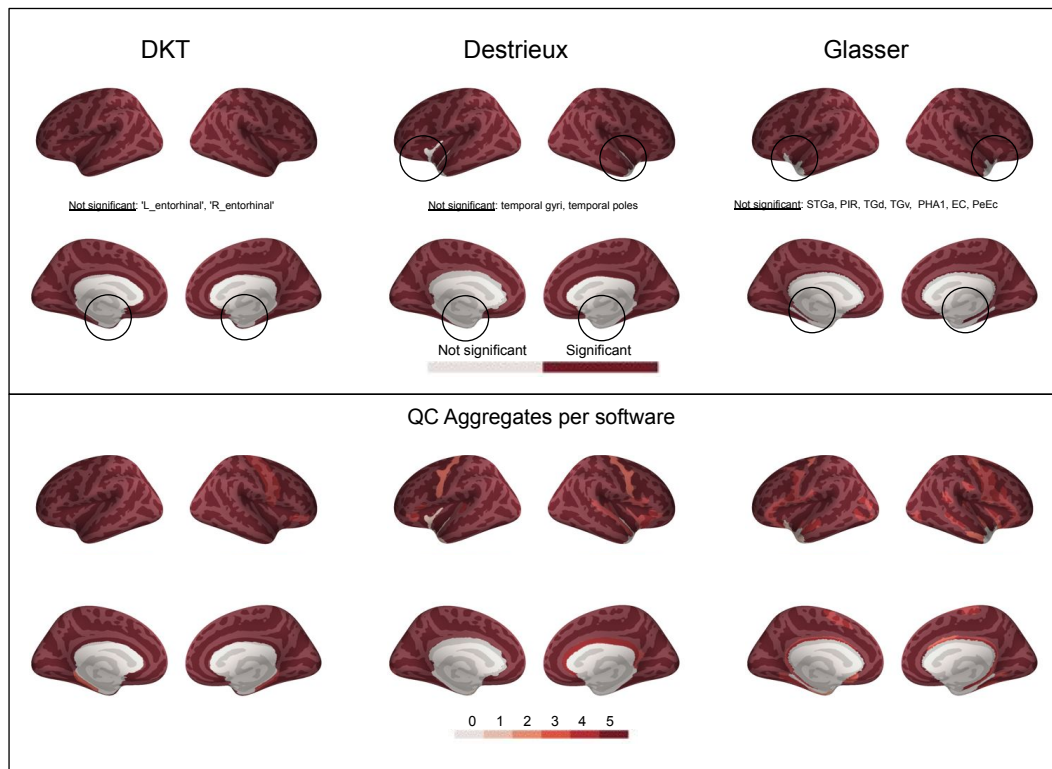 DKT
Destrieux
Glasser
Not significant: 'L_entorhinal', 'R_entorhinal'
Not significant: temporal gyri, temporal poles
Not significant: STGa, PIR, TGd, TGv, PHA1, EC, PeEc
Not significant Significant
QC Aggregates per software
0 1 2 3 4 5